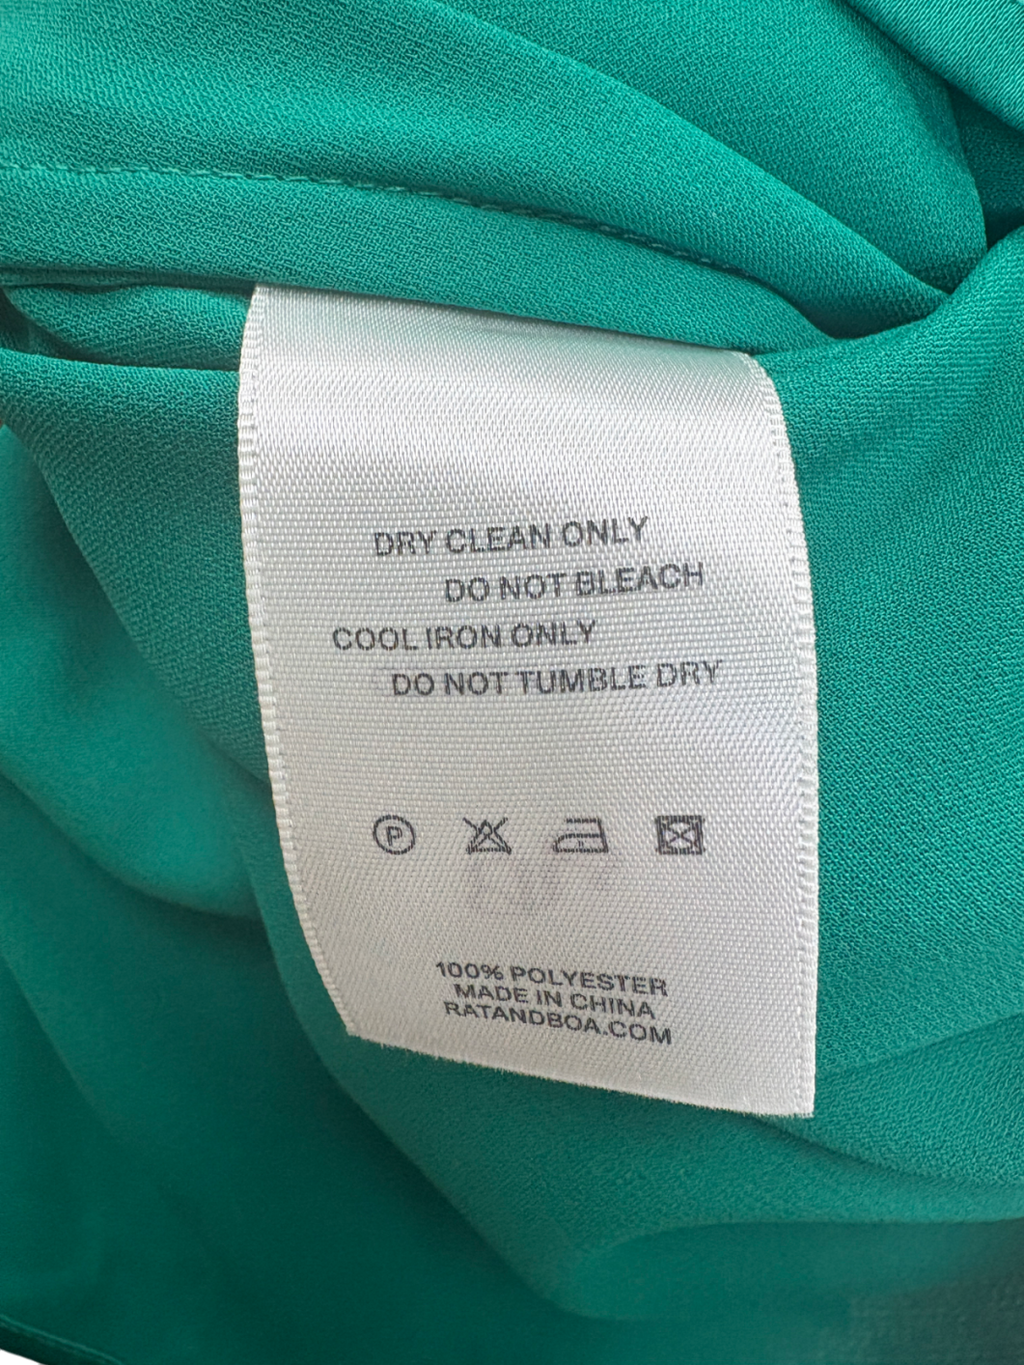 DRY CLEAN ONLY
DO NOT BLEACH
COOL IRON ONLY
DO NOT TUMBLE DRY
P
100% POLYESTER
MADE IN CHINA
RATANDBOA.COM